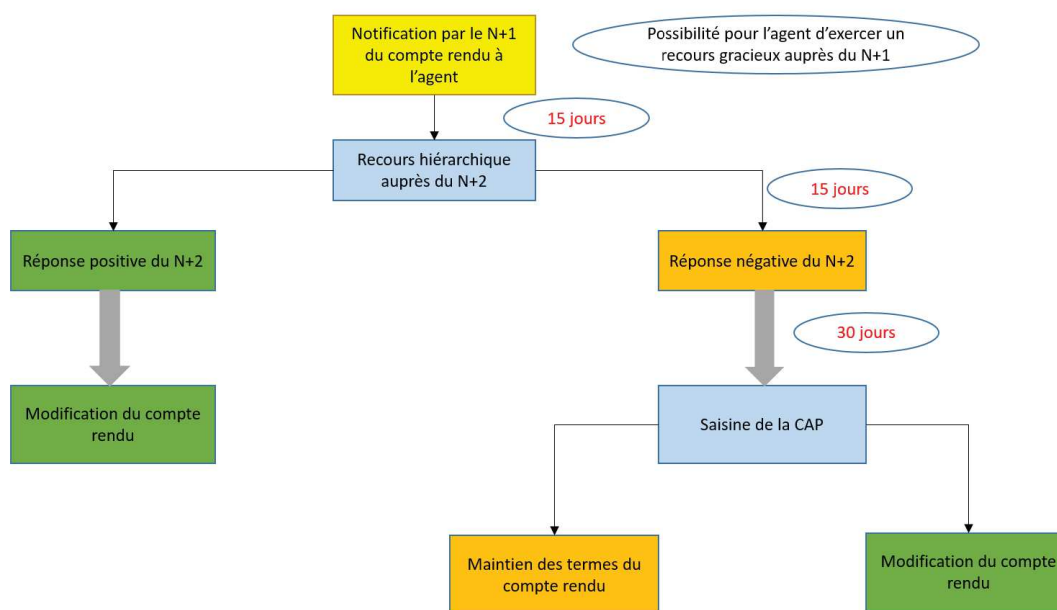 Notification par le N+1
du compte rendu à
l’agent
Possibilité pour l’agent d’exercer un
recours gracieux auprès du N+1
15 jours
Recours hiérarchique
auprès du N+2
15 jours
Réponse positive du N+2
Réponse négative du N+2
30 jours
Modification du compte
rendu
Saisine de la CAP
Maintien des termes du
compte rendu
Modification du compte
rendu